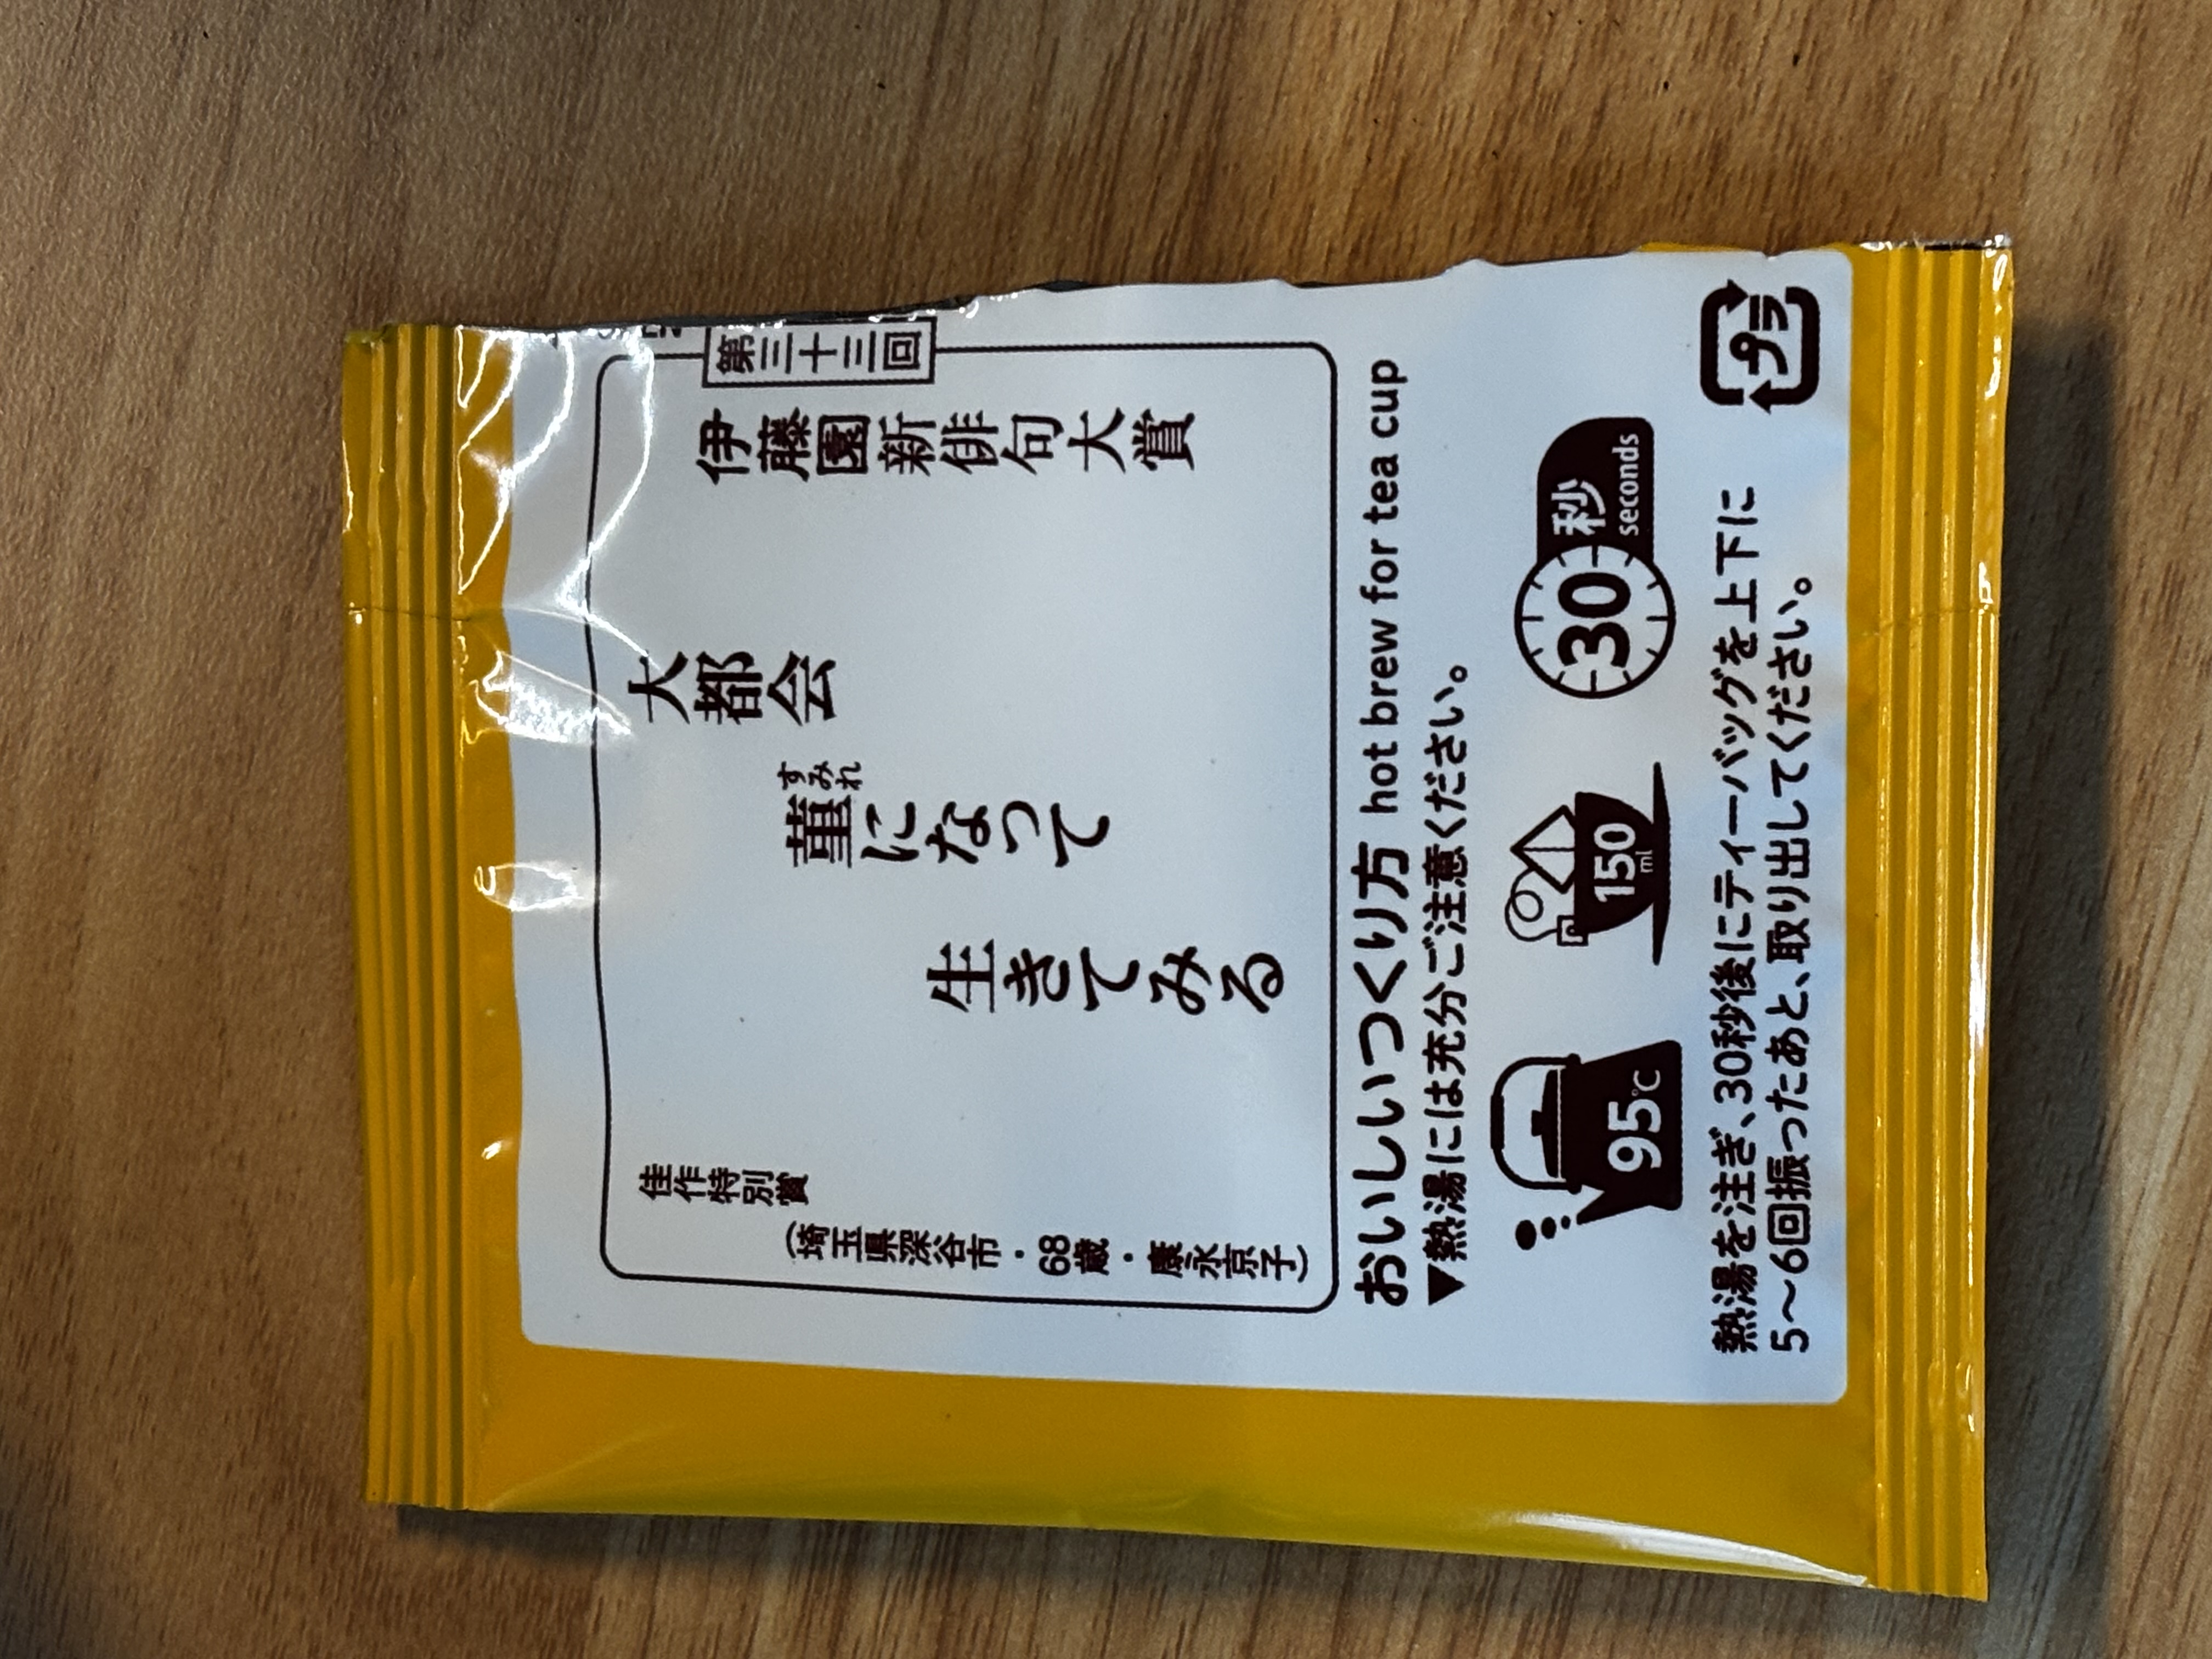 第三十三回
伊藤園新俳句大賞
大都会
菫になって
すみれ
生きてみる
佳作特別賞
(埼玉県深谷市・68歳・康永京子)
おいしいつくり方 hot brew for tea cup
▼熱湯には充分ご注意ください。
95℃
150ml
30秒
seconds
熱湯を注ぎ、30秒後にティーバッグを上下に
5〜6回振ったあと、取り出してください。
プラ